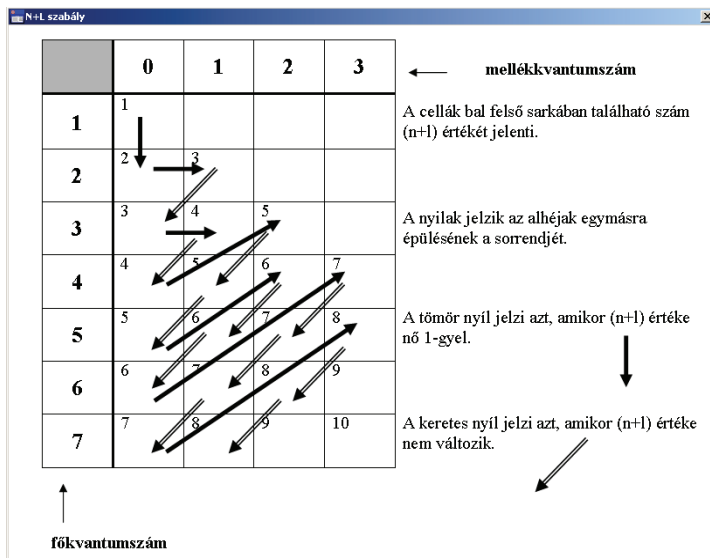 N+L szabály
0 1 2 3
mellékkvantumszám
1 1
A cellák bal felső sarkában található szám
(n+l) értékét jelenti.
2 2 3
3 3 4 5
A nyilak jelzik az alhéjak egymásra
épülésének a sorrendjét.
4 4 5 6 7
5 5 6 7 8
A tömör nyíl jelzi azt, amikor (n+l) értéke
nő 1-gyel.
6 6 7 8 9
7 7 8 9 10
A keretes nyíl jelzi azt, amikor (n+l) értéke
nem változik.
főkvantumszám